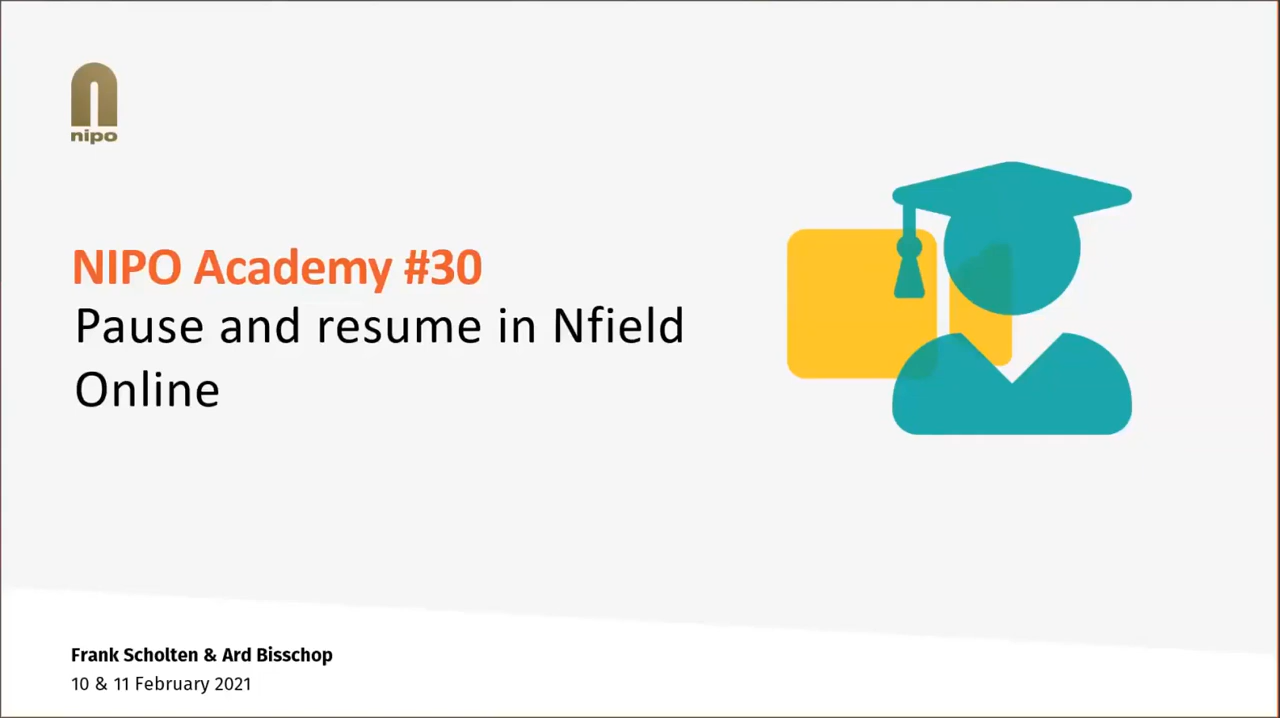 nipo
NIPO Academy #30
Pause and resume in Nfield
Online
Frank Scholten & Ard Bisschop
10 & 11 February 2021